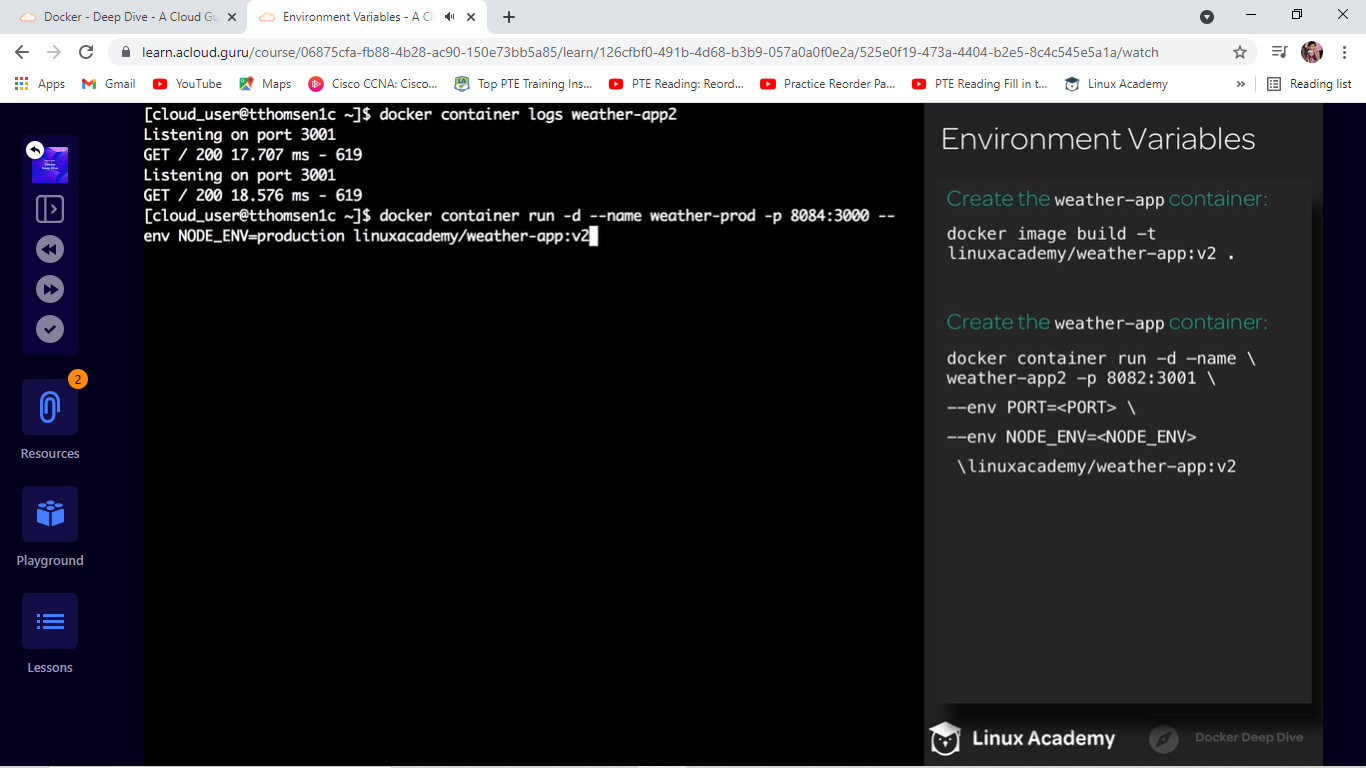 Docker - Deep Dive - A Cloud Gu
Environment Variables - A Cl
learn.acloud.guru/course/06875cfa-fb88-4b28-ac90-150e73bb5a85/learn/126cfbf0-491b-4d68-b3b9-057a0a0f0e2a/525e0f19-473a-4404-b2e5-8c4c545e5a1a/watch
Apps
Gmail
YouTube
Maps
Cisco CCNA: Cisco...
Top PTE Training Ins...
PTE Reading: Reord...
Practice Reorder Pa...
PTE Reading Fill in t...
Linux Academy
»
Reading list
[cloud_user@tthomsen1c ~]$ docker container logs weather-app2
Listening on port 3001
GET / 200 17.707 ms - 619
Listening on port 3001
GET / 200 18.576 ms - 619
[cloud_user@tthomsen1c ~]$ docker container run -d --name weather-prod -p 8084:3000 --
env NODE_ENV=production linuxacademy/weather-app:v2
Docker
Deep Dive
2
Resources
Playground
Lessons
Environment Variables
Create the weather-app container:
docker image build -t
linuxacademy/weather-app:v2 .
Create the weather-app container:
docker container run -d —name \
weather-app2 -p 8082:3001 \
--env PORT=<PORT> \
--env NODE_ENV=<NODE_ENV>
\linuxacademy/weather-app:v2
Linux Academy
Docker Deep Dive